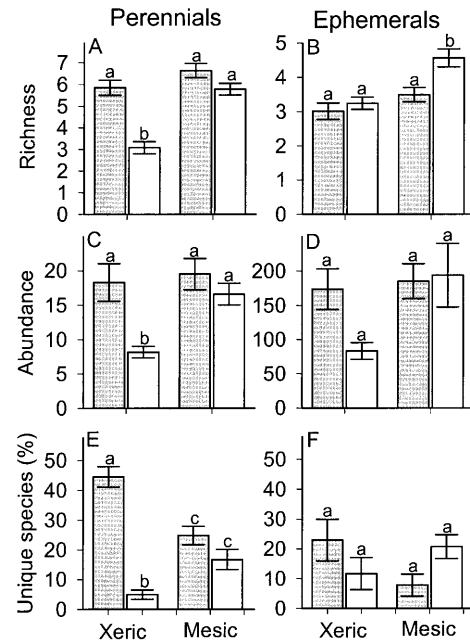 Perennials Ephemerals
A
Richness
7
6
5
4
3
2
1
0
a
b
a
a
B
5
4
3
2
1
0
a
a
a
b
C
Abundance
20
15
10
5
0
a
b
a
a
D
200
150
100
50
0
a
a
a
a
E
Unique species (%)
50
40
30
20
10
0
a
b
c
c
Xeric Mesic
F
50
40
30
20
10
0
a
a
a
a
Xeric Mesic